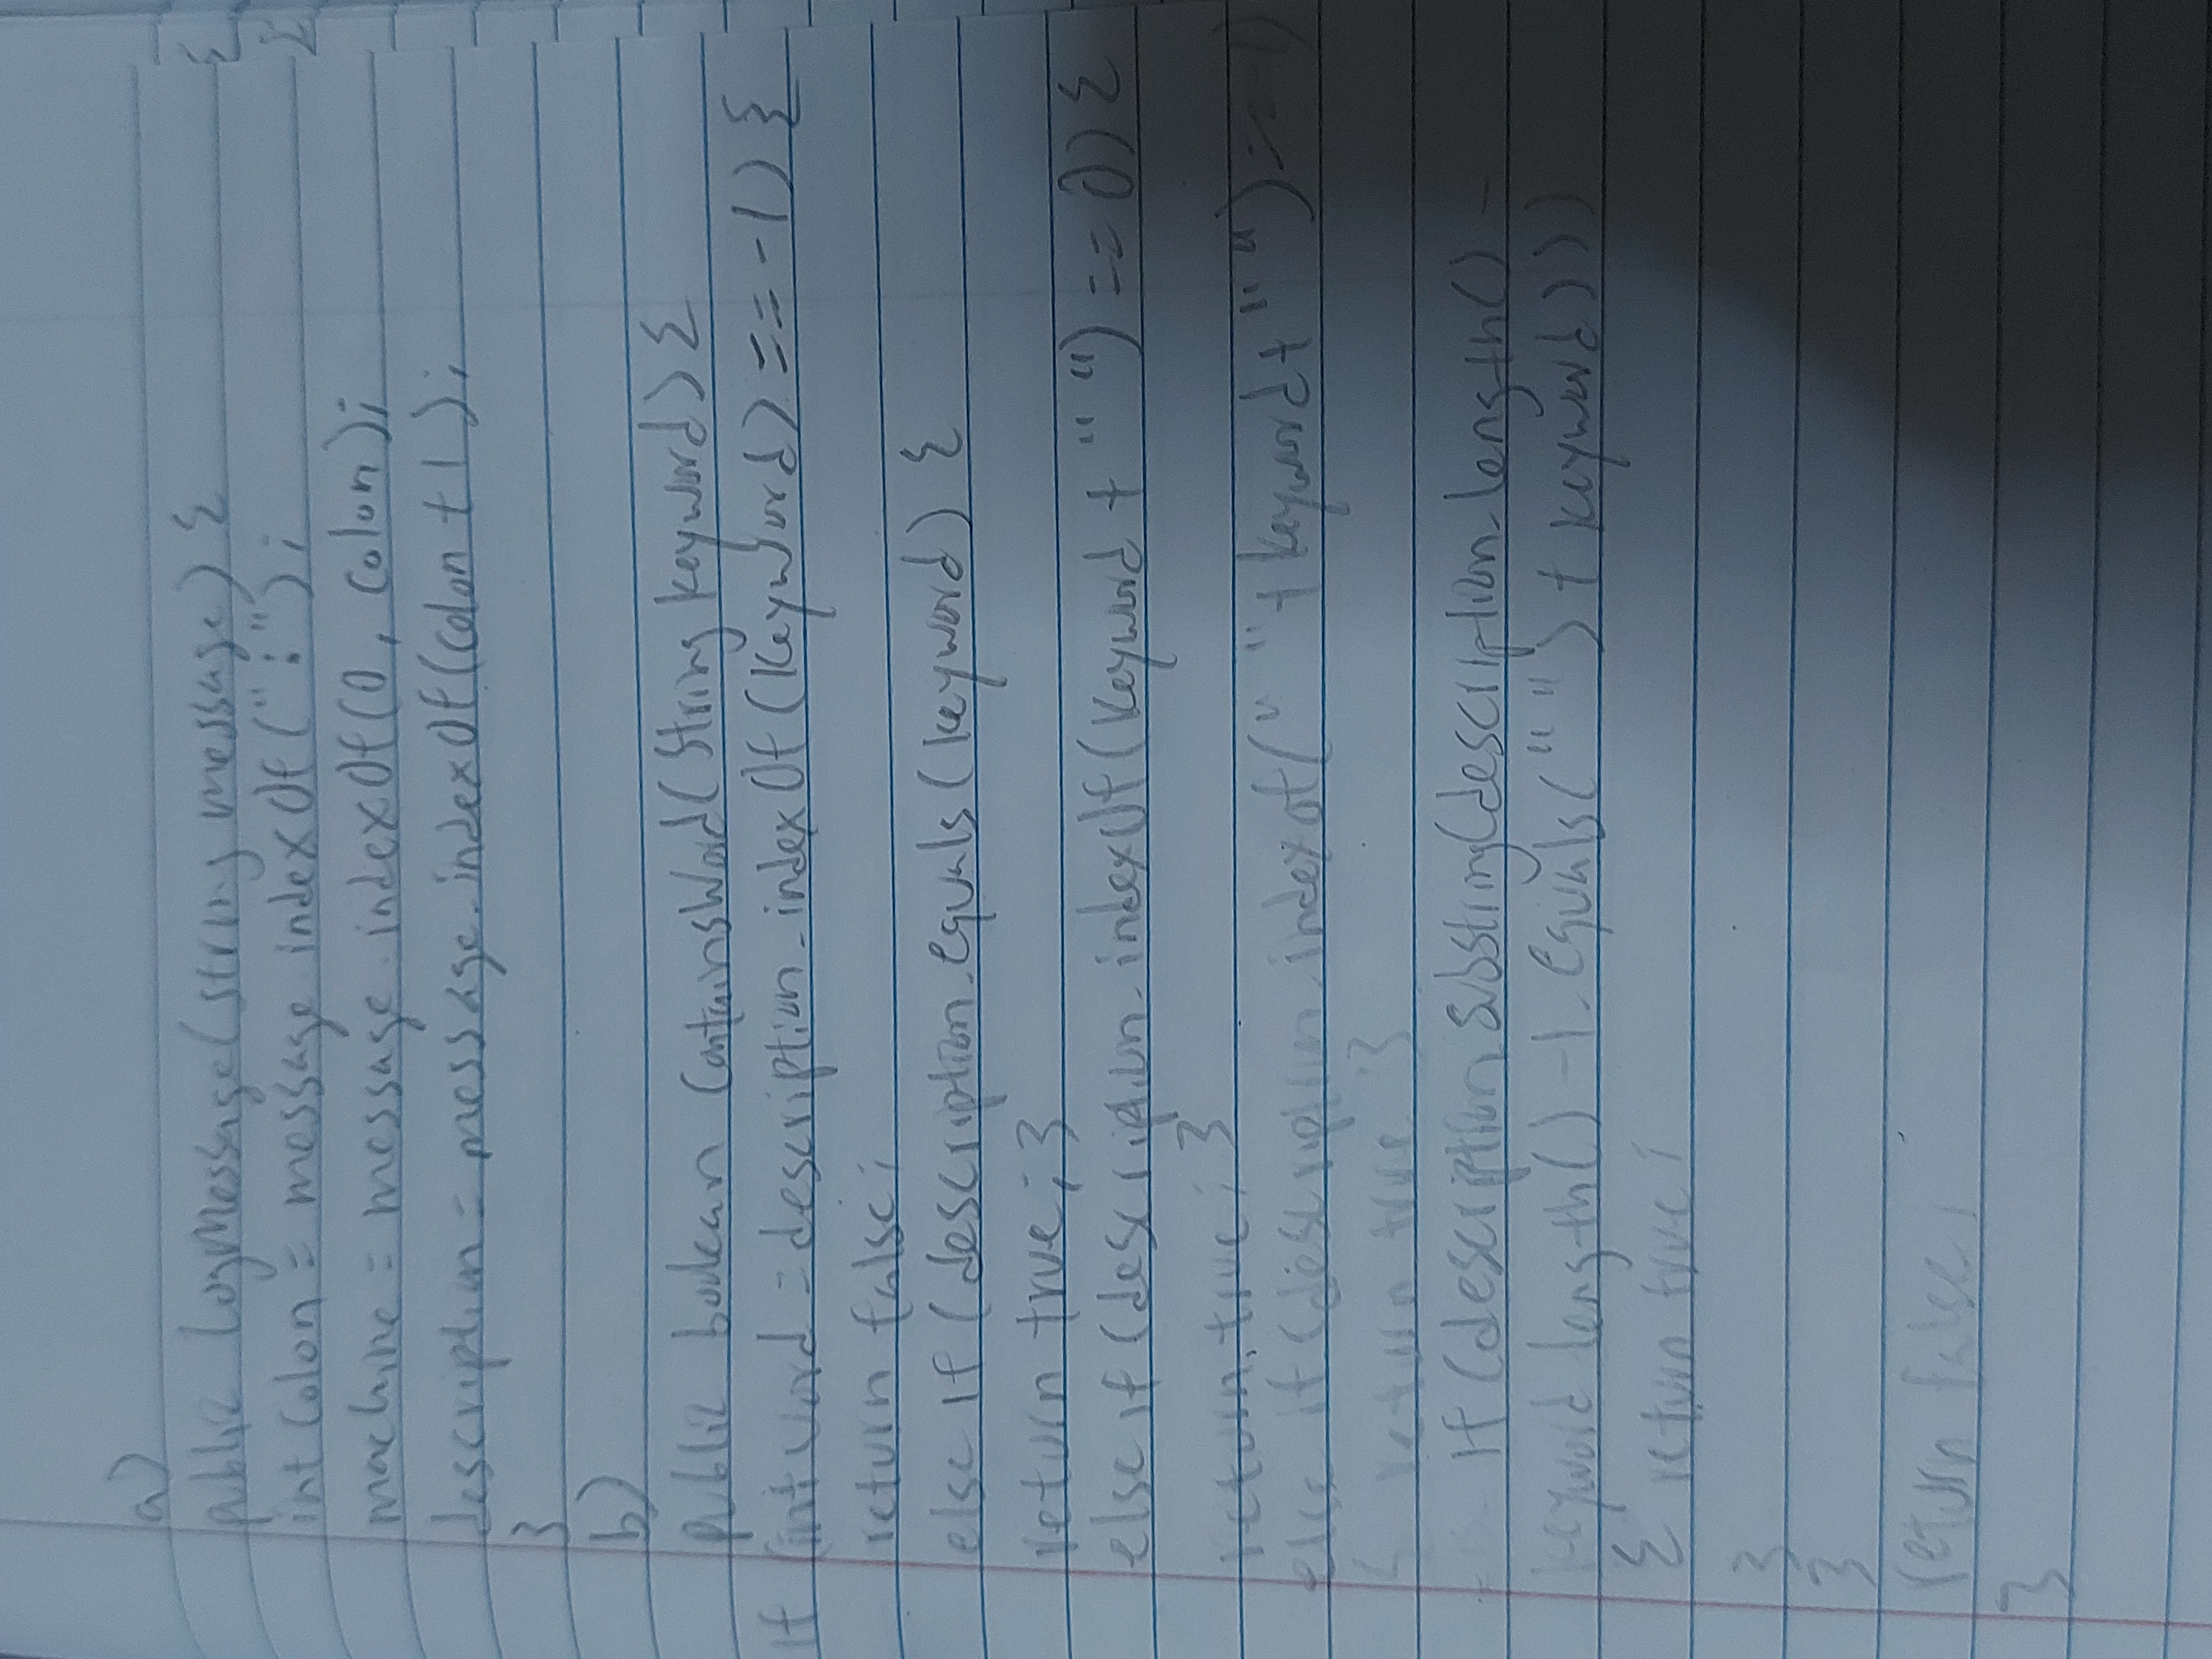 a)
public LogMessage(string message) {
int colon = message indexOf(":");
machine = message.indexOf(0, colon);
description = message.indexOf(colon + 1);
}
b)
public boolean containsWord(String keyword) {
if (int word = description.indexOf(keyword) == -1) {
return false;
else if (description.equals(keyword) {
return true; }
else if (description.indexOf(keyword + " ") == 0) {
return true; }
else if (description.indexOf(" " + keyword + " ") ==
{ return true }
if (description.substring(description.length() -
keyword length() -1. equals(" ") + keyword))
{ return true;
}
}
return false;
}